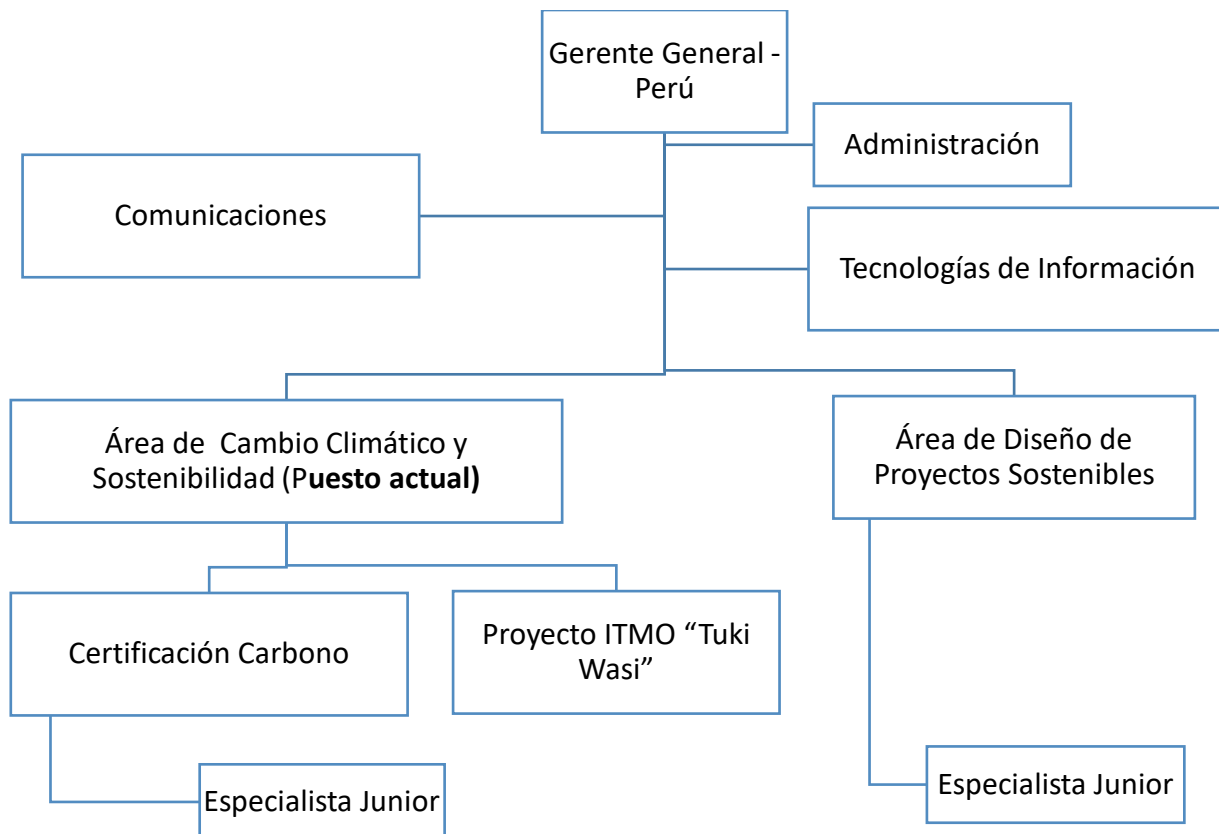 Gerente General -
Perú
Administración
Comunicaciones
Tecnologías de Información
Área de Cambio Climático y
Sostenibilidad (Puesto actual)
Área de Diseño de
Proyectos Sostenibles
Certificación Carbono
Proyecto ITMO “Tuki
Wasi”
Especialista Junior
Especialista Junior